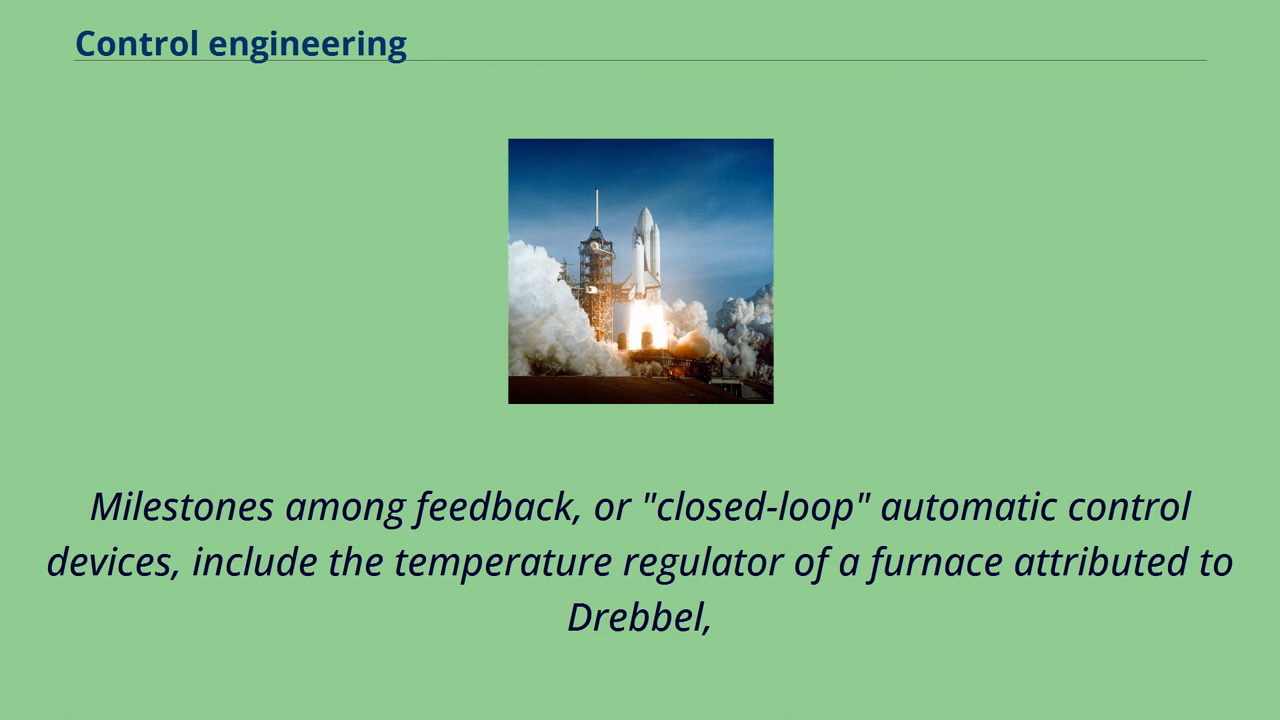 Control engineering
Milestones among feedback, or "closed-loop" automatic control
devices, include the temperature regulator of a furnace attributed to
Drebbel,